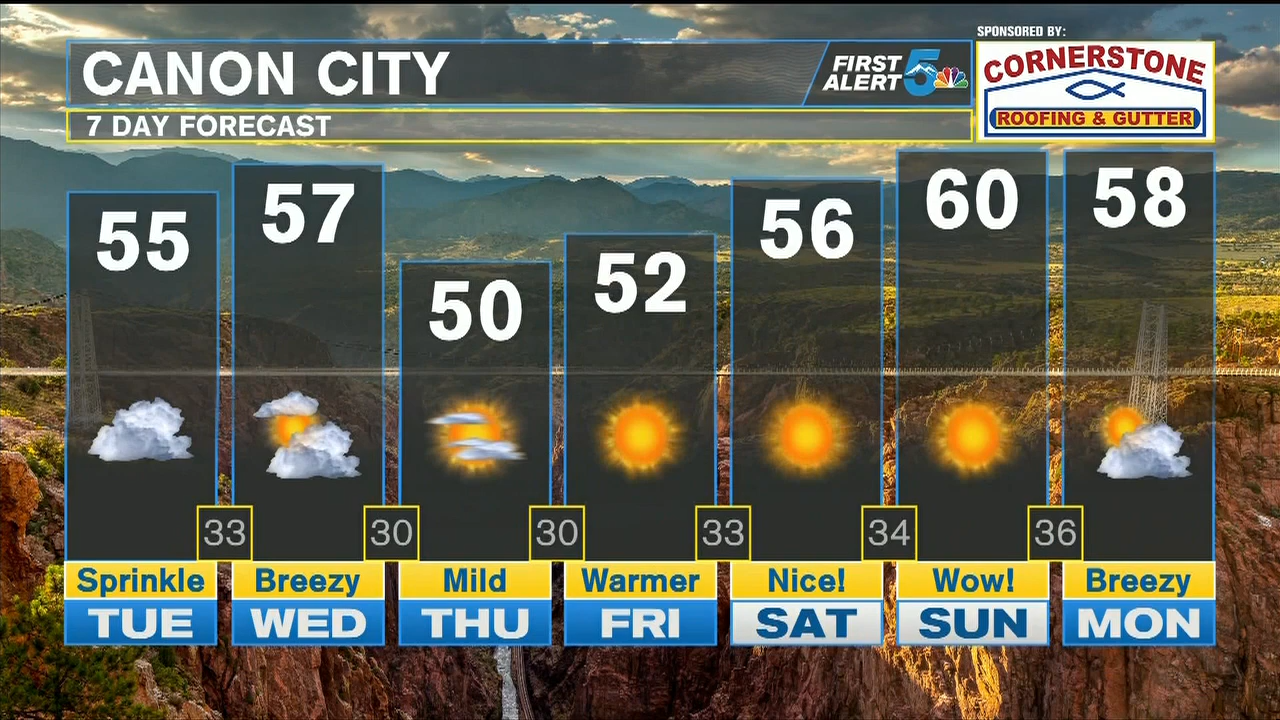 SPONSORED BY:
CANON CITY
FIRST
ALERT 5
CORNERSTONE
ROOFING & GUTTER
7 DAY FORECAST
55 57 50 52 56 60 58
33 30 30 33 34 36
Sprinkle Breezy Mild Warmer Nice! Wow! Breezy
TUE WED THU FRI SAT SUN MON